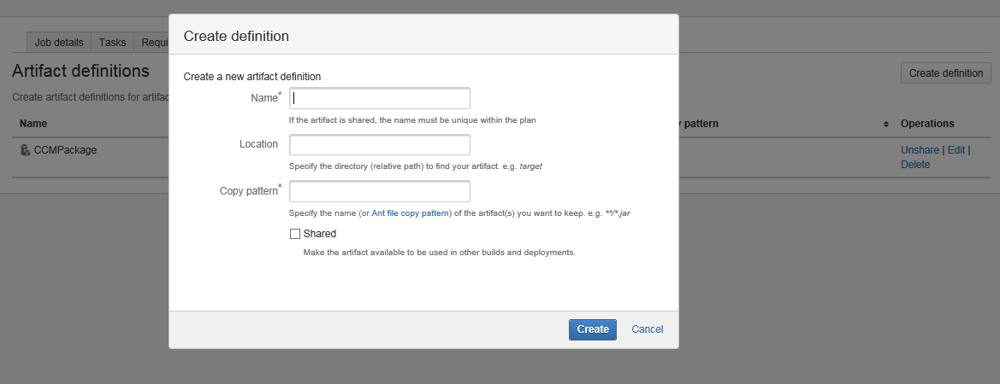 Create definition
Job details Tasks Requi
Artifact definitions
Create definition
Create a new artifact definition
Name*
Create artifact definitions for artifac
If the artifact is shared, the name must be unique within the plan
Name pattern Operations
Location
CCMPackage Unshare | Edit |
Delete
Specify the directory (relative path) to find your artifact. e.g. target
Copy pattern*
Specify the name (or Ant file copy pattern) of the artifact(s) you want to keep. e.g. **/*.jar
Shared
Make the artifact available to be used in other builds and deployments.
Create Cancel